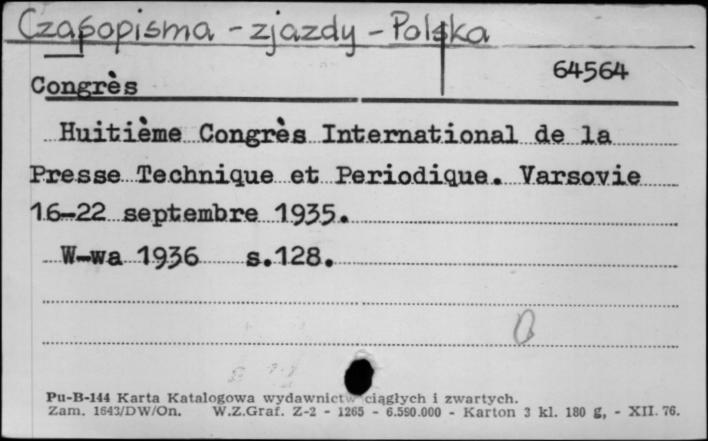 Czasopisma - zjazdy - Polska
64564
Congrès
Huitième Congrès International de la
Presse Technique et Periodique. Varsovie
16-22 septembre 1935.
W-wa 1936 s.128.
Pu-B-144 Karta Katalogowa wydawnictw ciągłych i zwartych.
Zam. 1643/DW/On. W.Z.Graf. Z-2 - 1265 - 6.590.000 - Karton 3 kl. 180 g, - XII. 76.